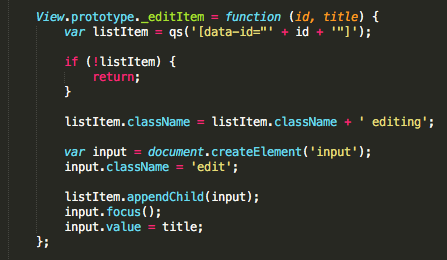 View.prototype._editItem = function (id, title) {
    var listItem = qs('[data-id="' + id + '"]');

    if (!listItem) {
        return;
    }

    listItem.className = listItem.className + ' editing';

    var input = document.createElement('input');
    input.className = 'edit';

    listItem.appendChild(input);
    input.focus();
    input.value = title;
};